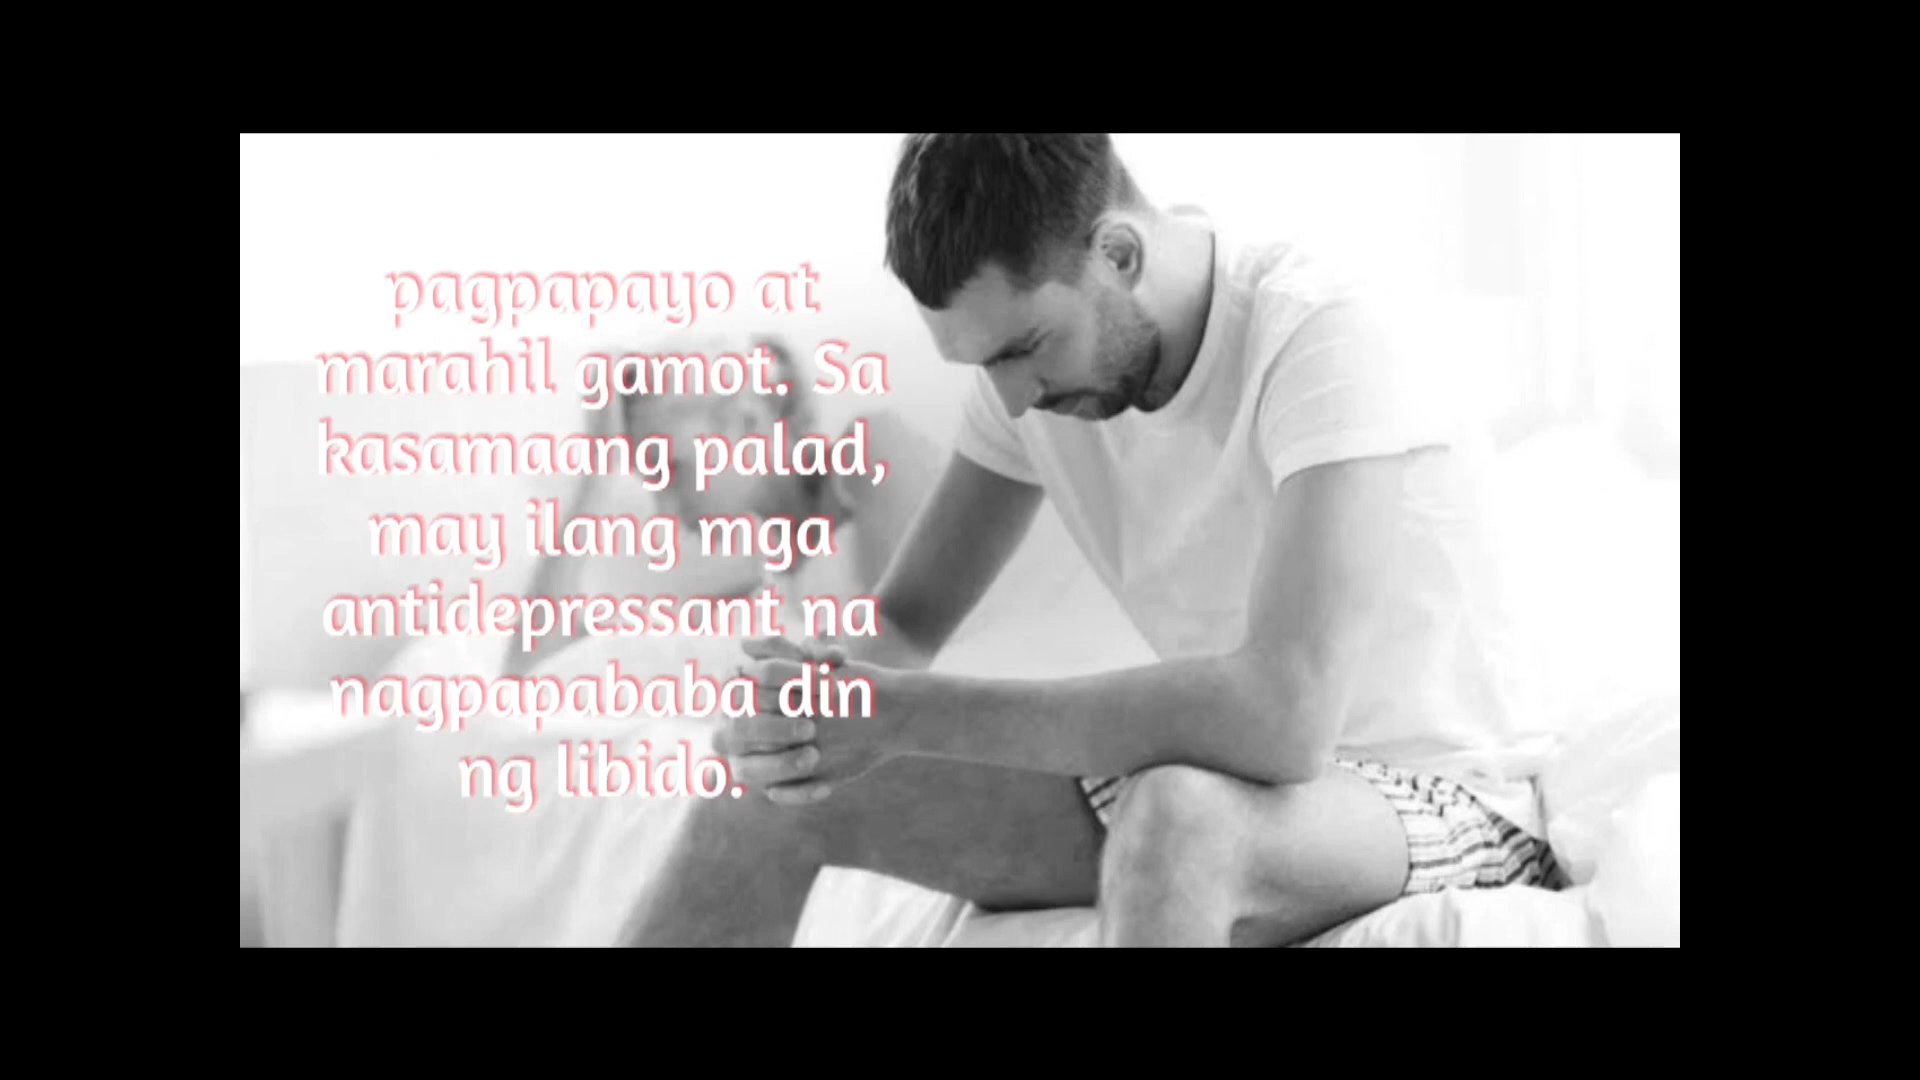 pagpapayo at
marahil gamot. Sa
kasamaang palad,
may ilang mga
antidepressant na
nagpapababa din
ng libido.